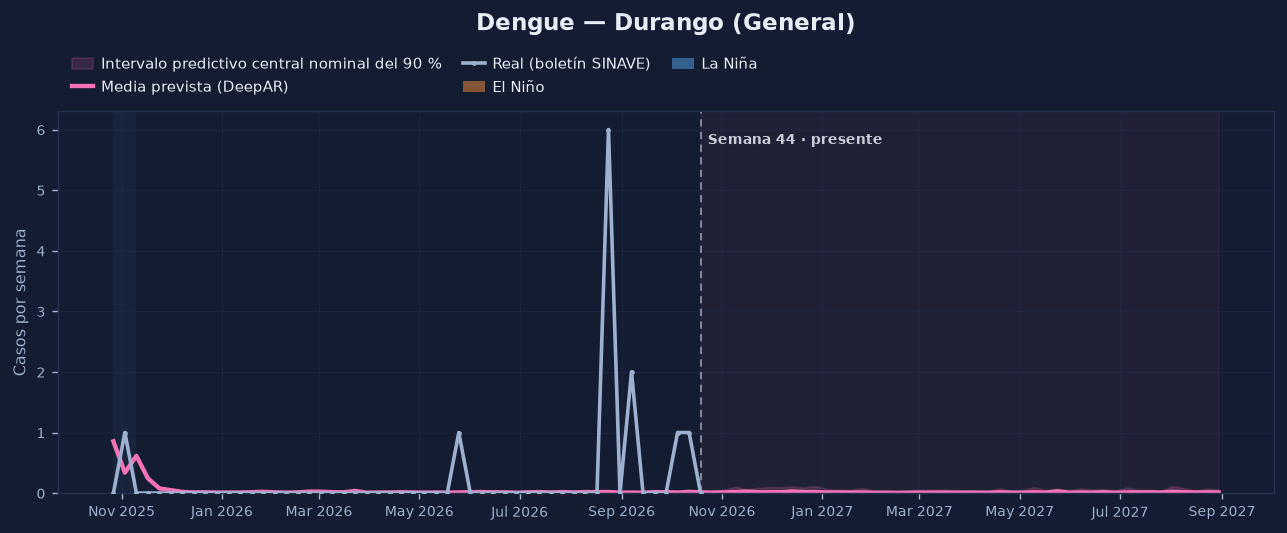 Dengue — Durango (General)
Intervalo predictivo central nominal del 90 %
Real (boletín SINAVE)
La Niña
Media prevista (DeepAR)
El Niño
Semana 44 · presente
Casos por semana
6
5
4
3
2
1
0
Nov 2025 Jan 2026 Mar 2026 May 2026 Jul 2026 Sep 2026 Nov 2026 Jan 2027 Mar 2027 May 2027 Jul 2027 Sep 2027